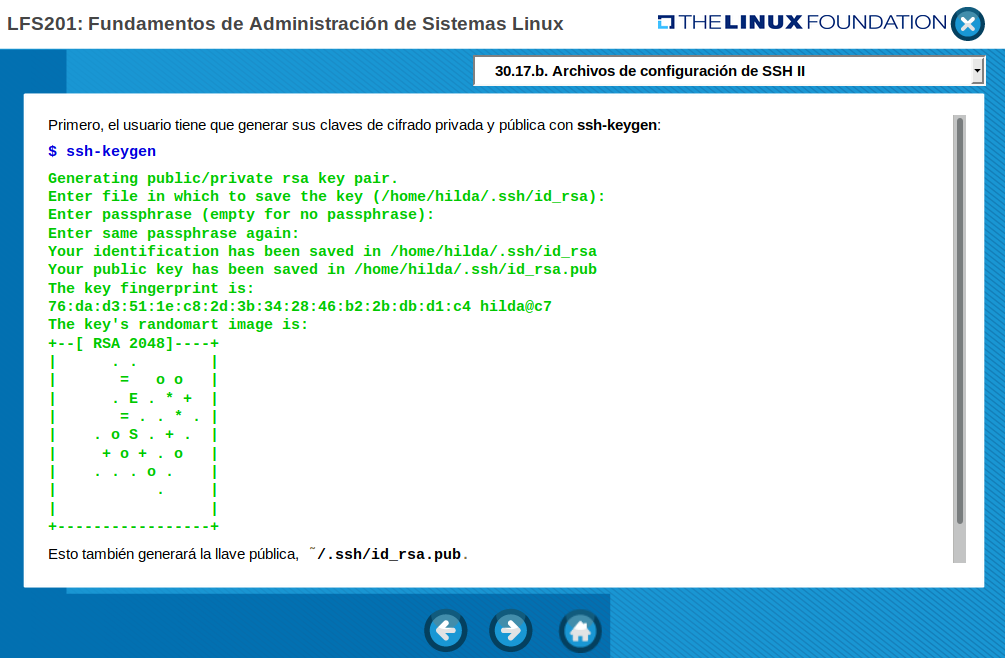 LFS201: Fundamentos de Administración de Sistemas Linux
THE LINUX FOUNDATION
30.17.b. Archivos de configuración de SSH II
Primero, el usuario tiene que generar sus claves de cifrado privada y pública con ssh-keygen:
$ ssh-keygen
Generating public/private rsa key pair.
Enter file in which to save the key (/home/hilda/.ssh/id_rsa):
Enter passphrase (empty for no passphrase):
Enter same passphrase again:
Your identification has been saved in /home/hilda/.ssh/id_rsa
Your public key has been saved in /home/hilda/.ssh/id_rsa.pub
The key fingerprint is:
76:da:d3:51:1e:c8:2d:3b:34:28:46:b2:2b:db:d1:c4 hilda@c7
The key's randomart image is:
+--[ RSA 2048]----+
|      . .        |
|       =   o o   |
|      . E . * +  |
|       = . . * . |
|    . o S . + .  |
|     + o + . o   |
|    . . . o .    |
|           .     |
|                 |
+-----------------+
Esto también generará la llave pública, ~/.ssh/id_rsa.pub.